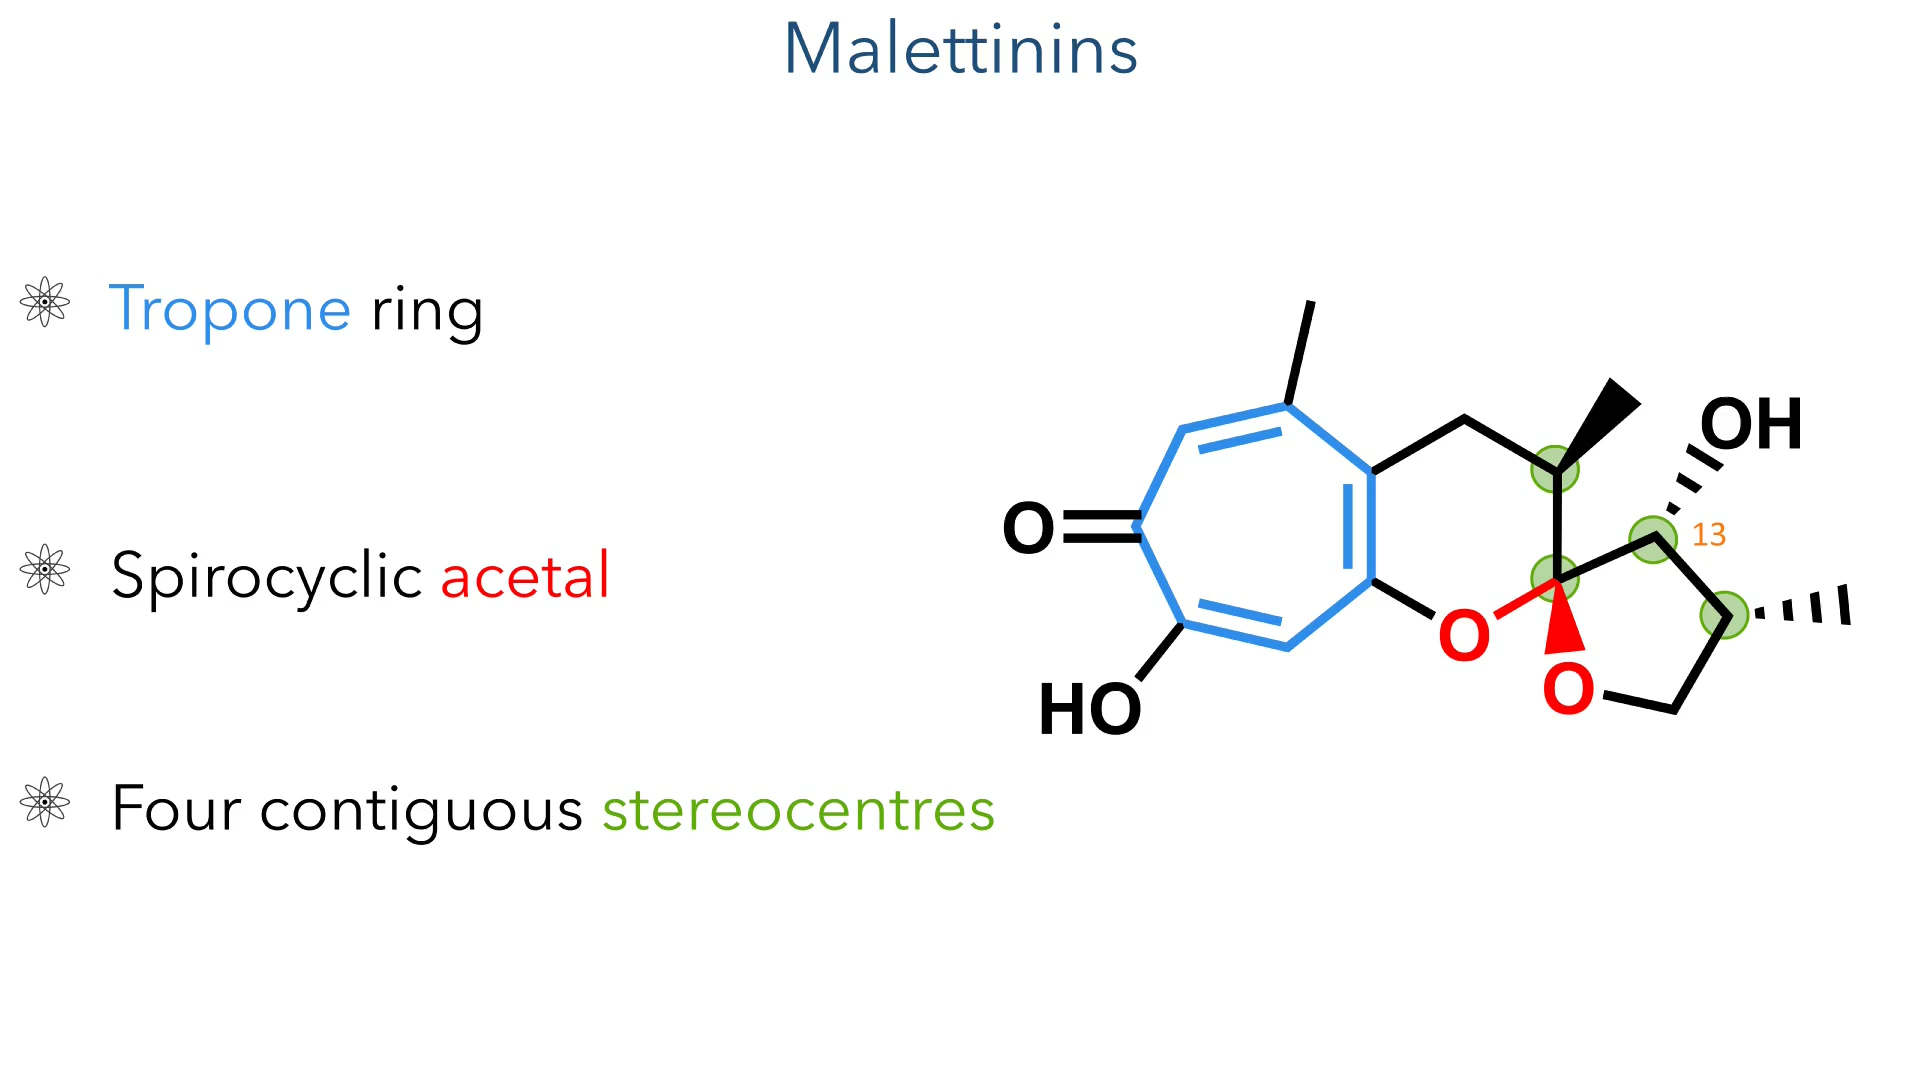 Malettinins
Tropone ring
Spirocyclic acetal
Four contiguous stereocentres
OH
13
O
O
O
HO